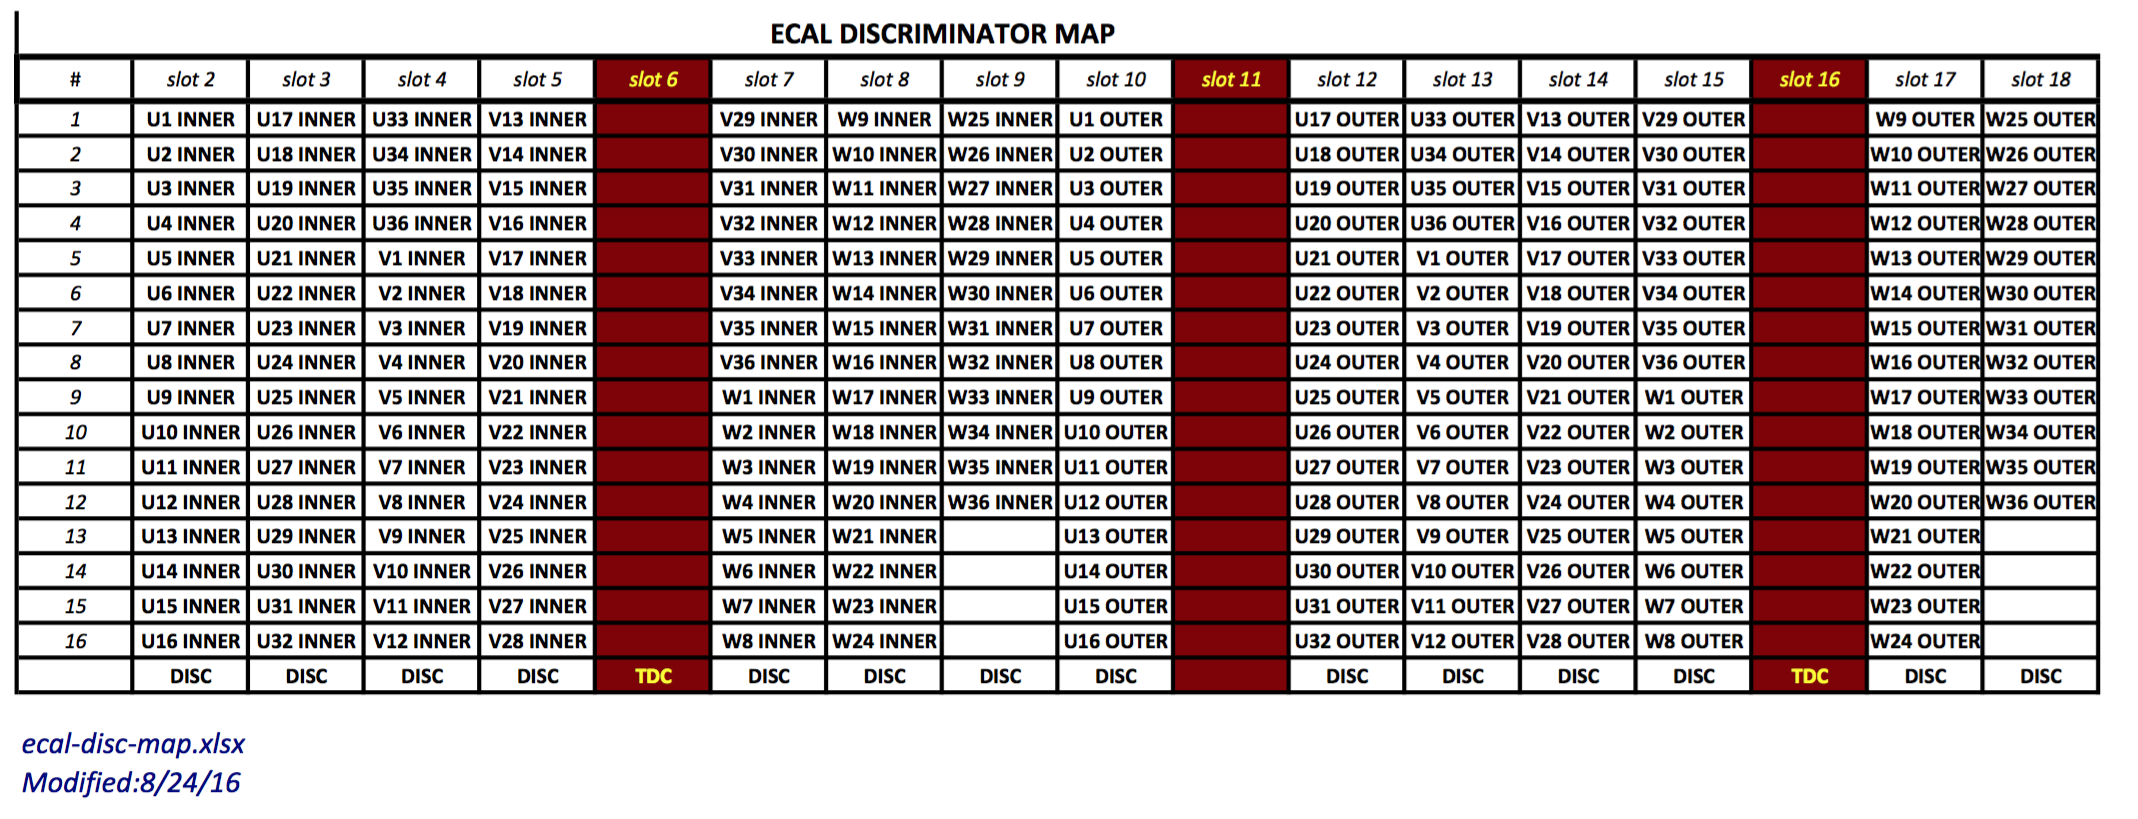 ECAL DISCRIMINATOR MAP
# slot 2 slot 3 slot 4 slot 5 slot 6 slot 7 slot 8 slot 9 slot 10 slot 11 slot 12 slot 13 slot 14 slot 15 slot 16 slot 17 slot 18
1 U1 INNER U17 INNER U33 INNER V13 INNER V29 INNER W9 INNER W25 INNER U1 OUTER U17 OUTER U33 OUTER V13 OUTER V29 OUTER W9 OUTER W25 OUTER
2 U2 INNER U18 INNER U34 INNER V14 INNER V30 INNER W10 INNER W26 INNER U2 OUTER U18 OUTER U34 OUTER V14 OUTER V30 OUTER W10 OUTER W26 OUTER
3 U3 INNER U19 INNER U35 INNER V15 INNER V31 INNER W11 INNER W27 INNER U3 OUTER U19 OUTER U35 OUTER V15 OUTER V31 OUTER W11 OUTER W27 OUTER
4 U4 INNER U20 INNER U36 INNER V16 INNER V32 INNER W12 INNER W28 INNER U4 OUTER U20 OUTER U36 OUTER V16 OUTER V32 OUTER W12 OUTER W28 OUTER
5 U5 INNER U21 INNER V1 INNER V17 INNER V33 INNER W13 INNER W29 INNER U5 OUTER U21 OUTER V1 OUTER V17 OUTER V33 OUTER W13 OUTER W29 OUTER
6 U6 INNER U22 INNER V2 INNER V18 INNER V34 INNER W14 INNER W30 INNER U6 OUTER U22 OUTER V2 OUTER V18 OUTER V34 OUTER W14 OUTER W30 OUTER
7 U7 INNER U23 INNER V3 INNER V19 INNER V35 INNER W15 INNER W31 INNER U7 OUTER U23 OUTER V3 OUTER V19 OUTER V35 OUTER W15 OUTER W31 OUTER
8 U8 INNER U24 INNER V4 INNER V20 INNER V36 INNER W16 INNER W32 INNER U8 OUTER U24 OUTER V4 OUTER V20 OUTER V36 OUTER W16 OUTER W32 OUTER
9 U9 INNER U25 INNER V5 INNER V21 INNER W1 INNER W17 INNER W33 INNER U9 OUTER U25 OUTER V5 OUTER V21 OUTER W1 OUTER W17 OUTER W33 OUTER
10 U10 INNER U26 INNER V6 INNER V22 INNER W2 INNER W18 INNER W34 INNER U10 OUTER U26 OUTER V6 OUTER V22 OUTER W2 OUTER W18 OUTER W34 OUTER
11 U11 INNER U27 INNER V7 INNER V23 INNER W3 INNER W19 INNER W35 INNER U11 OUTER U27 OUTER V7 OUTER V23 OUTER W3 OUTER W19 OUTER W35 OUTER
12 U12 INNER U28 INNER V8 INNER V24 INNER W4 INNER W20 INNER W36 INNER U12 OUTER U28 OUTER V8 OUTER V24 OUTER W4 OUTER W20 OUTER W36 OUTER
13 U13 INNER U29 INNER V9 INNER V25 INNER W5 INNER W21 INNER U13 OUTER U29 OUTER V9 OUTER V25 OUTER W5 OUTER W21 OUTER
14 U14 INNER U30 INNER V10 INNER V26 INNER W6 INNER W22 INNER U14 OUTER U30 OUTER V10 OUTER V26 OUTER W6 OUTER W22 OUTER
15 U15 INNER U31 INNER V11 INNER V27 INNER W7 INNER W23 INNER U15 OUTER U31 OUTER V11 OUTER V27 OUTER W7 OUTER W23 OUTER
16 U16 INNER U32 INNER V12 INNER V28 INNER W8 INNER W24 INNER U16 OUTER U32 OUTER V12 OUTER V28 OUTER W8 OUTER W24 OUTER
DISC DISC DISC DISC TDC DISC DISC DISC DISC DISC DISC DISC DISC TDC DISC DISC
ecal-disc-map.xlsx
Modified:8/24/16